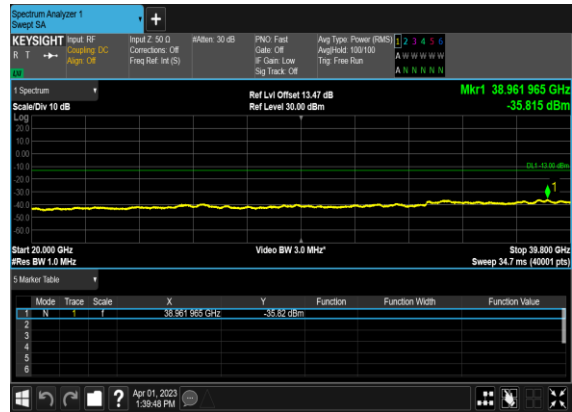 Spectrum Analyzer 1
Swept SA
+
KEYSIGHT Input: RF Input Z: 50 Ω #Atten: 30 dB PNO: Fast Avg Type: Power (RMS) 1 2 3 4 5 6
R T Coupling: DC Corrections: Off Gate: Off Avg|Hold: 100/100 A W W W W W
Align: Off Freq Ref: Int (S) IF Gain: Low Trig: Free Run
Sig Track: Off A N N N N N
1 Spectrum Ref Lvl Offset 13.47 dB Mkr1 38.961 965 GHz
Scale/Div 10 dB Ref Level 30.00 dBm -35.815 dBm
Log
20.0
10.0
0.00
-10.0 DL1 -13.00 dBm
-20.0
-30.0 1
-40.0
-50.0
-60.0
Start 20.000 GHz Video BW 3.0 MHz* Stop 39.800 GHz
#Res BW 1.0 MHz Sweep 34.7 ms (40001 pts)
5 Marker Table
Mode Trace Scale X Y Function Function Width Function Value
1 N 1 f 38.961 965 GHz -35.82 dBm
2
3
4
5
6
? Apr 01, 2023
1:39:48 PM